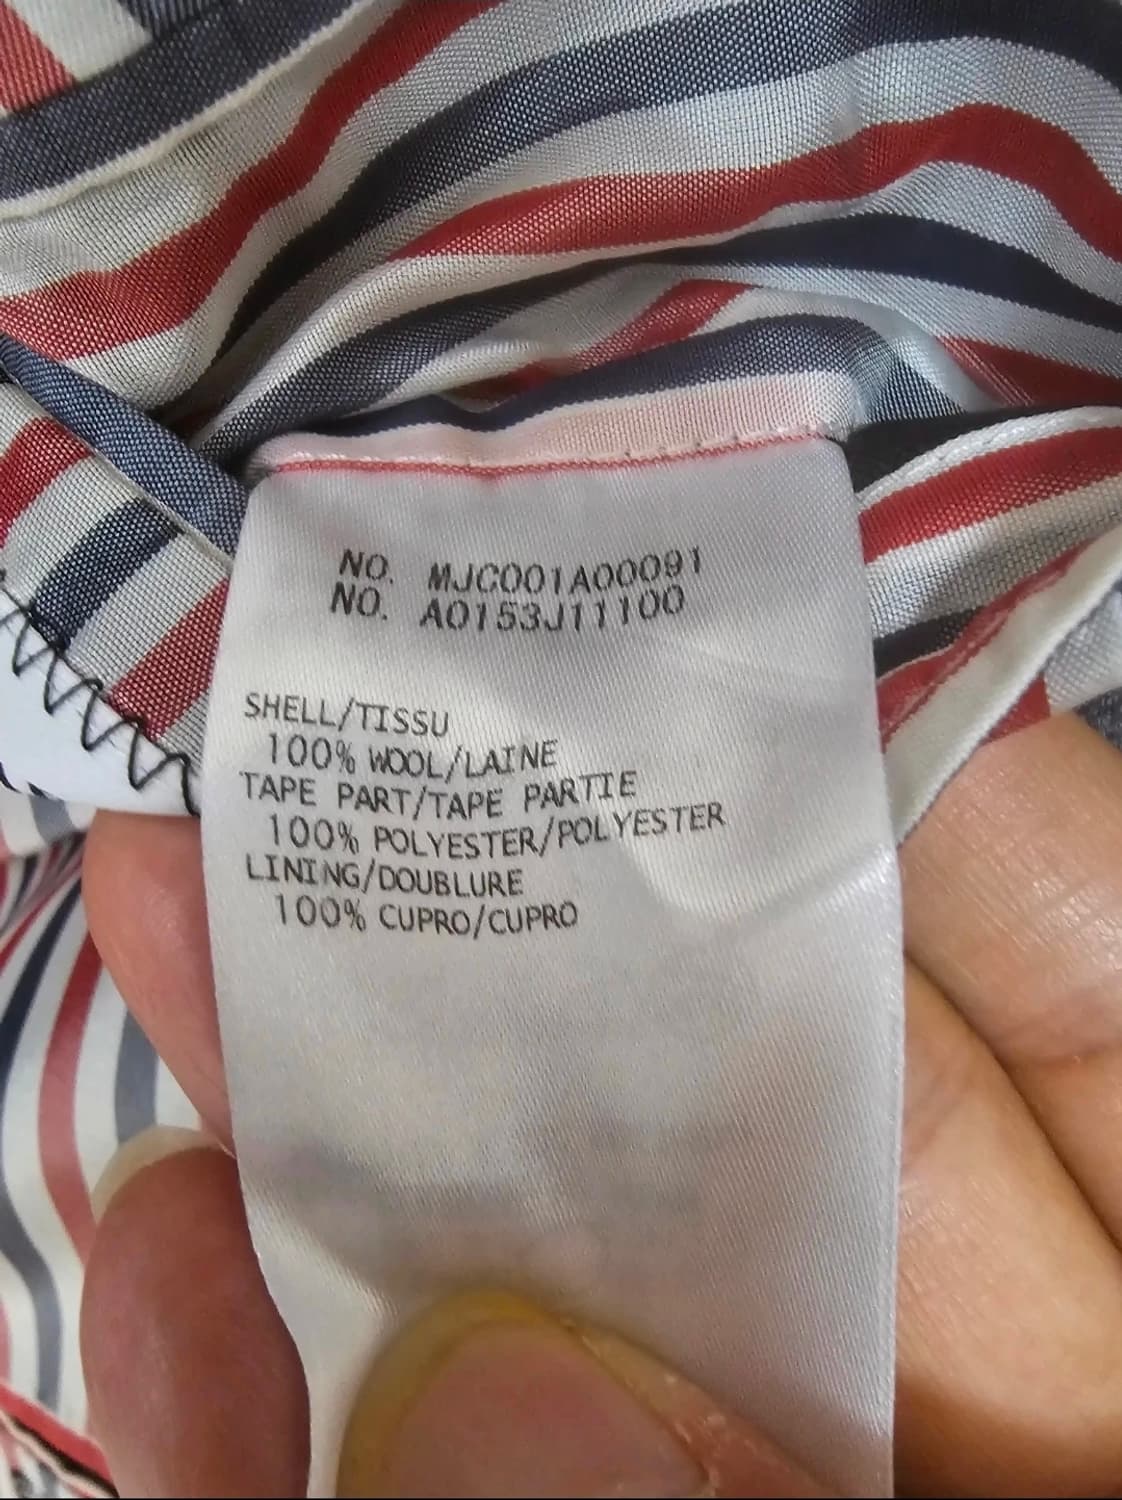 NO. MJC001A00091
NO. A0153J11100
SHELL/TISSU
100% WOOL/LAINE
TAPE PART/TAPE PARTIE
100% POLYESTER/POLYESTER
LINING/DOUBLURE
100% CUPRO/CUPRO